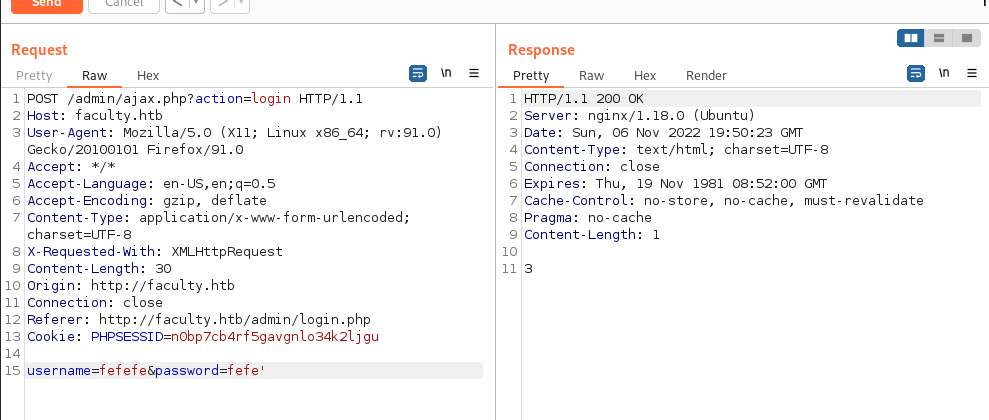 Send Cancel < >
Request
Pretty Raw Hex \n
1 POST /admin/ajax.php?action=login HTTP/1.1
2 Host: faculty.htb
3 User-Agent: Mozilla/5.0 (X11; Linux x86_64; rv:91.0)
Gecko/20100101 Firefox/91.0
4 Accept: */*
5 Accept-Language: en-US,en;q=0.5
6 Accept-Encoding: gzip, deflate
7 Content-Type: application/x-www-form-urlencoded;
charset=UTF-8
8 X-Requested-With: XMLHttpRequest
9 Content-Length: 30
10 Origin: http://faculty.htb
11 Connection: close
12 Referer: http://faculty.htb/admin/login.php
13 Cookie: PHPSESSID=n0bp7cb4rf5gavgnlo34k2ljgu
14
15 username=fefefe&password=fefe'
Response
Pretty Raw Hex Render \n
1 HTTP/1.1 200 OK
2 Server: nginx/1.18.0 (Ubuntu)
3 Date: Sun, 06 Nov 2022 19:50:23 GMT
4 Content-Type: text/html; charset=UTF-8
5 Connection: close
6 Expires: Thu, 19 Nov 1981 08:52:00 GMT
7 Cache-Control: no-store, no-cache, must-revalidate
8 Pragma: no-cache
9 Content-Length: 1
10
11 3